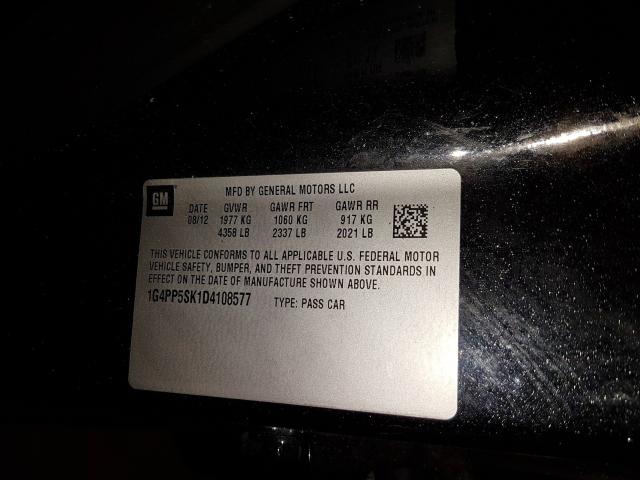 GM
MFD BY GENERAL MOTORS LLC
DATE GVWR GAWR FRT GAWR RR
08/12 1977 KG 1060 KG 917 KG
4358 LB 2337 LB 2021 LB
THIS VEHICLE CONFORMS TO ALL APPLICABLE U.S. FEDERAL MOTOR
VEHICLE SAFETY, BUMPER, AND THEFT PREVENTION STANDARDS IN
EFFECT ON THE DATE OF MANUFACTURE SHOWN ABOVE.
1G4PP5SK1D4108577 TYPE: PASS CAR